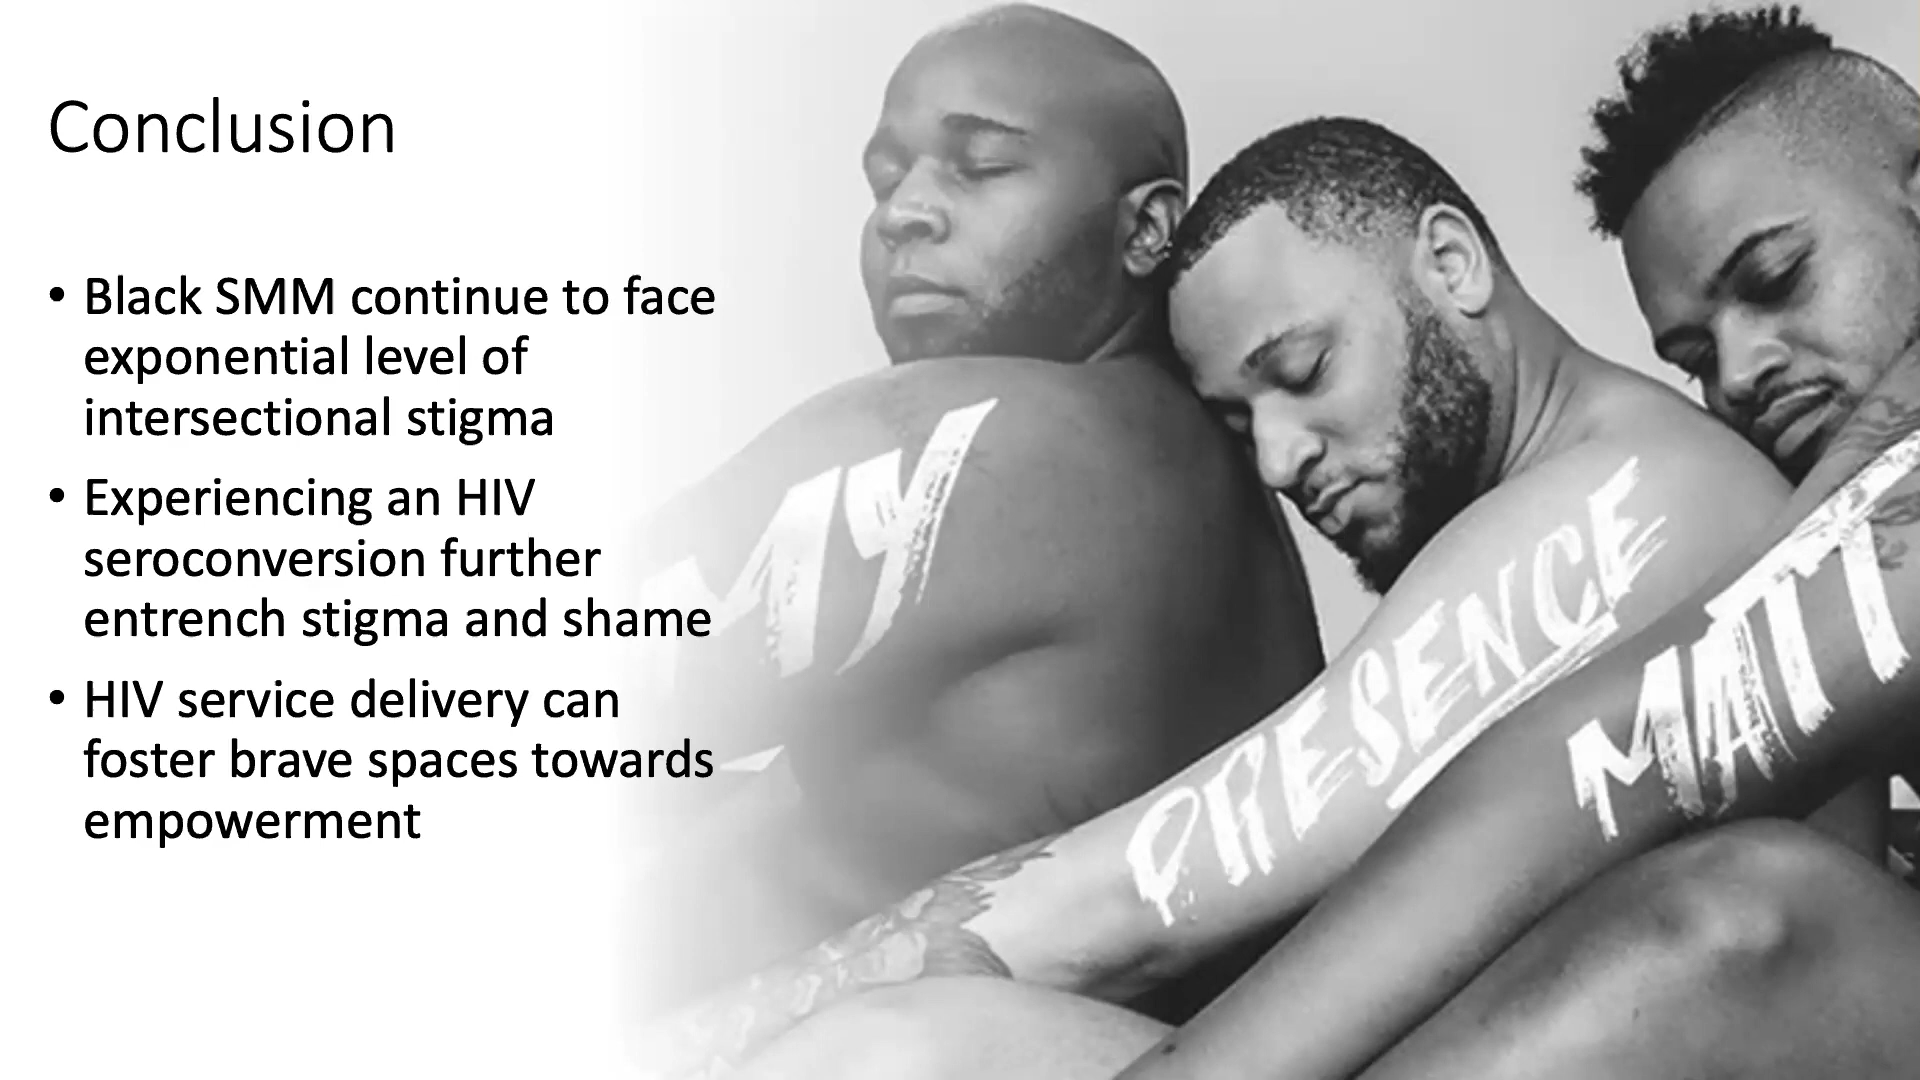 Conclusion
• Black SMM continue to face
exponential level of
intersectional stigma
• Experiencing an HIV
seroconversion further
entrench stigma and shame
• HIV service delivery can
foster brave spaces towards
empowerment
MY
PRESENCE
MATT